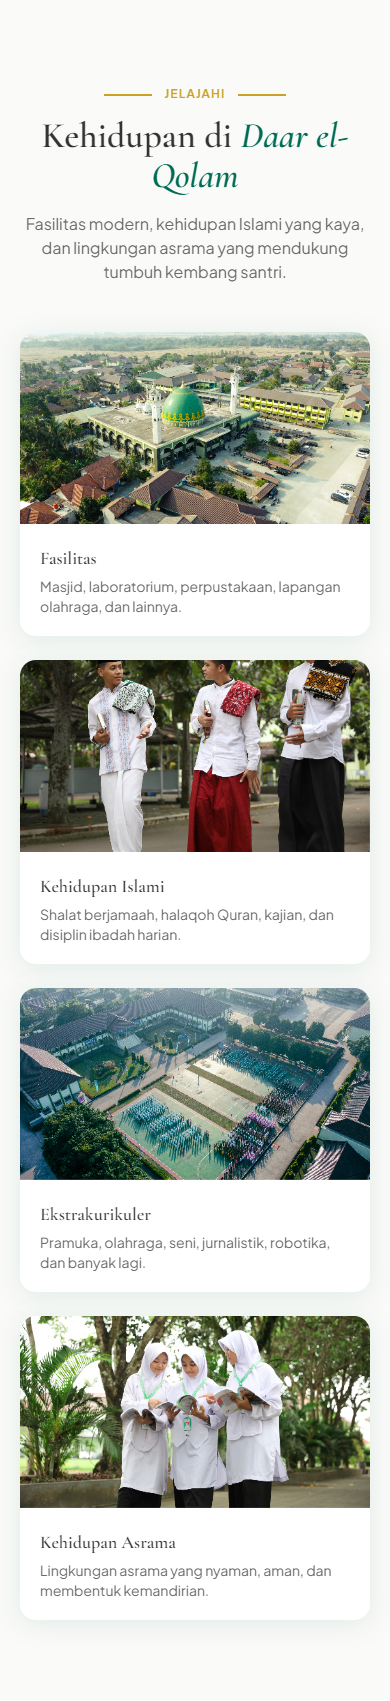 JELAJAHI
Kehidupan di Daar el-
Qolam
Fasilitas modern, kehidupan Islami yang kaya,
dan lingkungan asrama yang mendukung
tumbuh kembang santri.
Fasilitas
Masjid, laboratorium, perpustakaan, lapangan
olahraga, dan lainnya.
Kehidupan Islami
Shalat berjamaah, halaqoh Quran, kajian, dan
disiplin ibadah harian.
Ekstrakurikuler
Pramuka, olahraga, seni, jurnalistik, robotika,
dan banyak lagi.
Kehidupan Asrama
Lingkungan asrama yang nyaman, aman, dan
membentuk kemandirian.